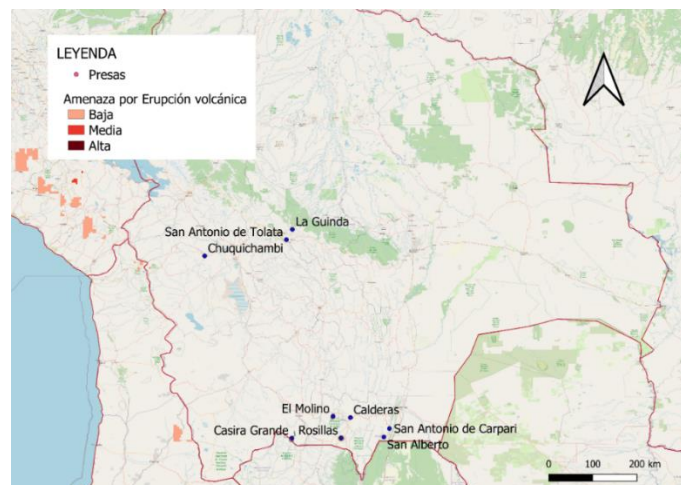 LEYENDA
Presas
Amenaza por Erupción volcánica
Baja
Media
Alta
La Guinda
San Antonio de Tolata
Chuquichambi
El Molino
Calderas
Casira Grande
Rosillas
San Antonio de Carpari
San Alberto
0 100 200 km